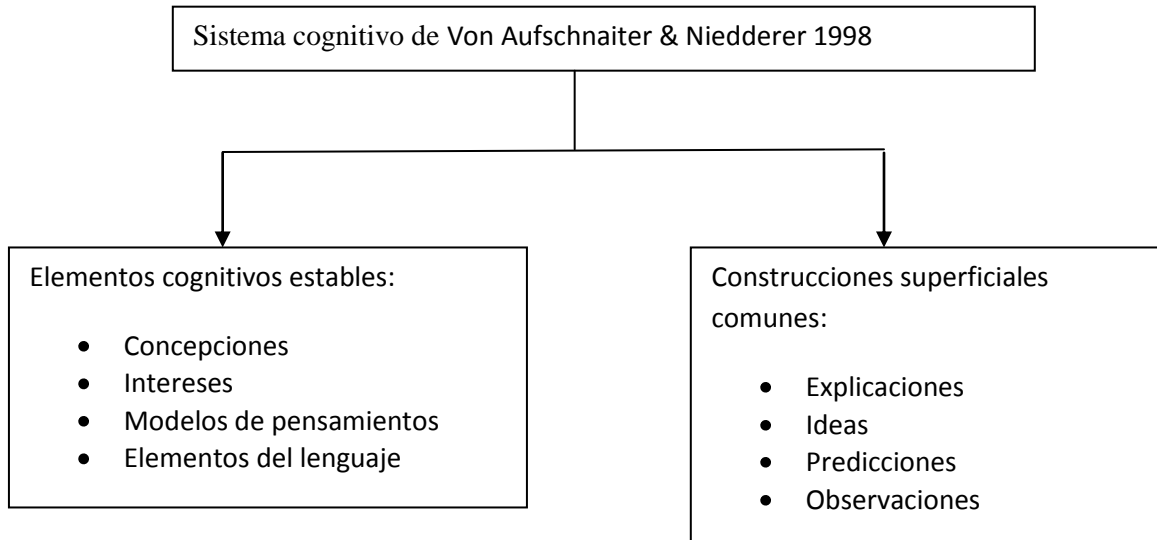 Sistema cognitivo de Von Aufschnaiter & Niedderer 1998
Elementos cognitivos estables:
• Concepciones
• Intereses
• Modelos de pensamientos
• Elementos del lenguaje
Construcciones superficiales
comunes:
• Explicaciones
• Ideas
• Predicciones
• Observaciones